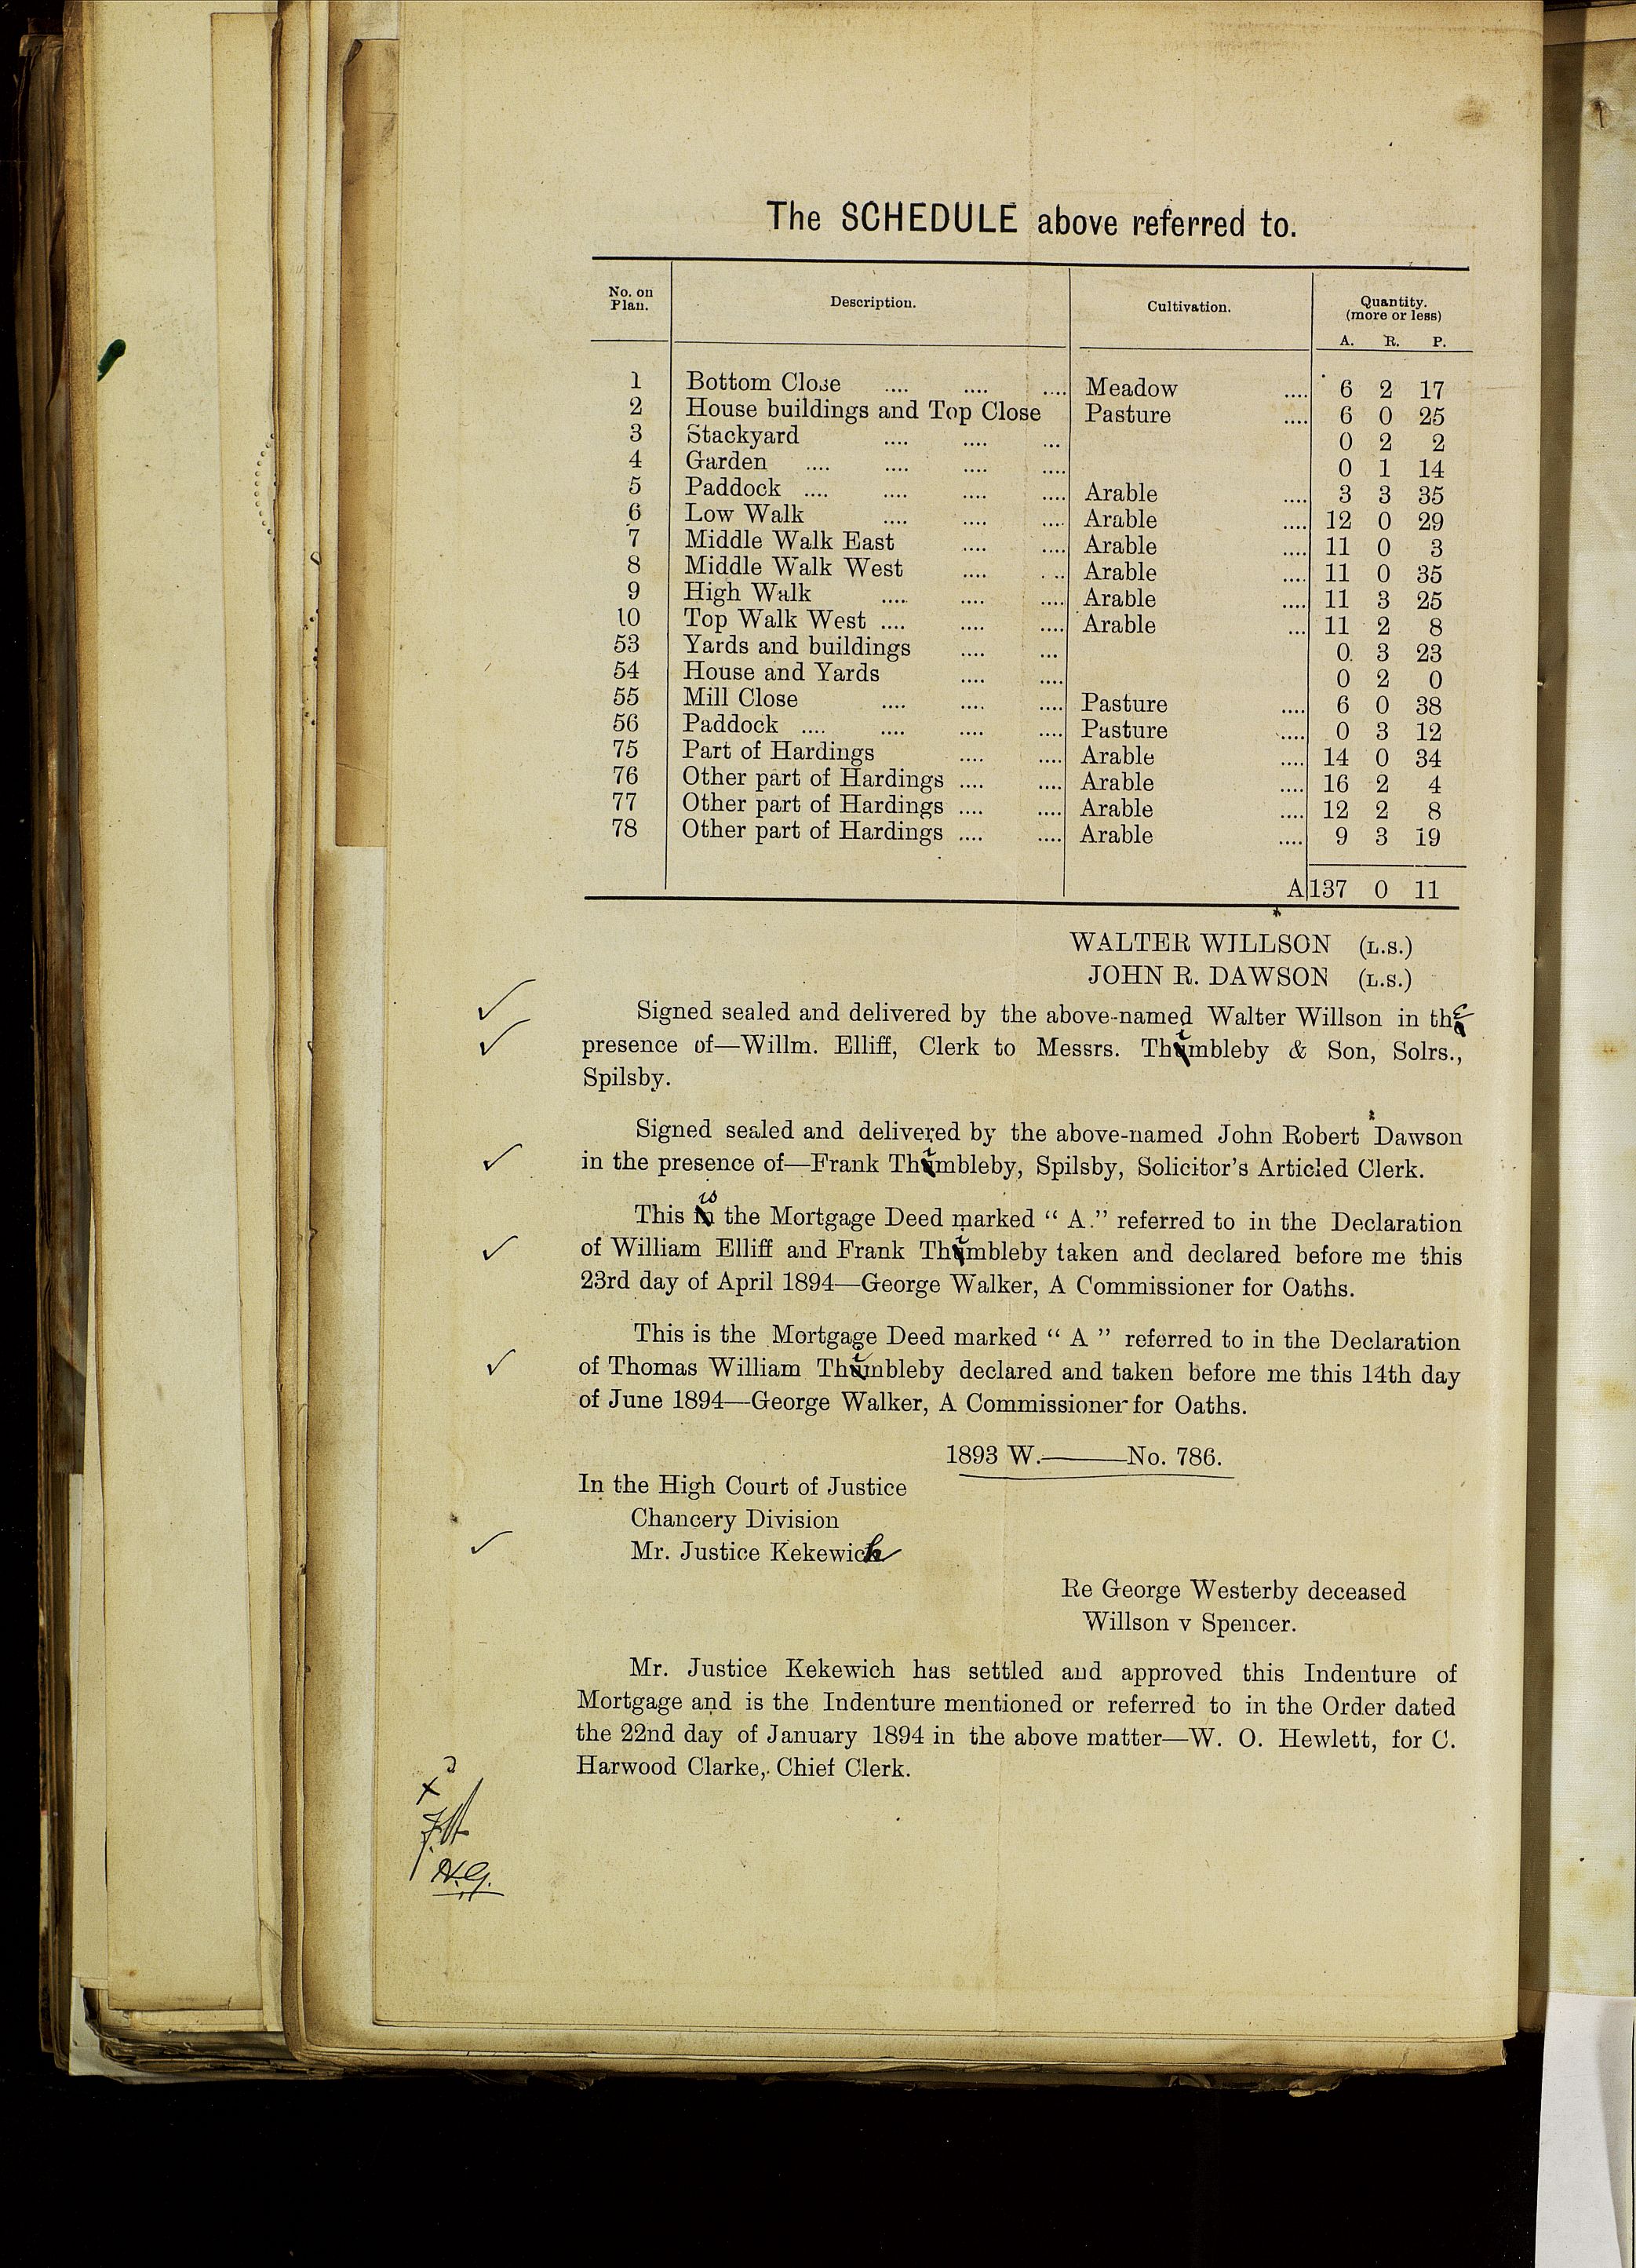 The SCHEDULE above referred to.
No. on Plan. Description. Cultivation. Quantity. (more or less)
A. R. P.
1 Bottom Close .... .... .... Meadow .... 6 2 17
2 House buildings and Top Close Pasture .... 6 0 25
3 Stackyard .... .... ... 0 2 2
4 Garden .... .... .... .... 0 1 14
5 Paddock .... .... .... .... Arable .... 3 3 35
6 Low Walk .... .... .... Arable .... 12 0 29
7 Middle Walk East .... .... Arable .... 11 0 3
8 Middle Walk West .... .... Arable .... 11 0 35
9 High Walk .... .... .... Arable .... 11 3 25
10 Top Walk West .... .... .... Arable ... 11 2 8
53 Yards and buildings .... ... 0 3 23
54 House and Yards .... .... 0 2 0
55 Mill Close .... .... .... Pasture .... 6 0 38
56 Paddock .... .... .... .... Pasture .... 0 3 12
75 Part of Hardings .... .... Arable .... 14 0 34
76 Other part of Hardings .... .... Arable .... 16 2 4
77 Other part of Hardings .... .... Arable .... 12 2 8
78 Other part of Hardings .... .... Arable .... 9 3 19
A 137 0 11
WALTER WILLSON (L.S.)
JOHN R. DAWSON (L.S.)
Signed sealed and delivered by the above-named Walter Willson in the
presence of—Willm. Elliff, Clerk to Messrs. Thimbleby & Son, Solrs.,
Spilsby.
Signed sealed and delivered by the above-named John Robert Dawson
in the presence of—Frank Thimbleby, Spilsby, Solicitor's Articled Clerk.
This is the Mortgage Deed marked " A." referred to in the Declaration
of William Elliff and Frank Thimbleby taken and declared before me this
23rd day of April 1894—George Walker, A Commissioner for Oaths.
This is the Mortgage Deed marked " A " referred to in the Declaration
of Thomas William Thimbleby declared and taken before me this 14th day
of June 1894—George Walker, A Commissioner for Oaths.
1893 W.———No. 786.
In the High Court of Justice
Chancery Division
Mr. Justice Kekewich
Re George Westerby deceased
Willson v Spencer.
Mr. Justice Kekewich has settled and approved this Indenture of
Mortgage and is the Indenture mentioned or referred to in the Order dated
the 22nd day of January 1894 in the above matter—W. O. Hewlett, for C.
Harwood Clarke, Chief Clerk.